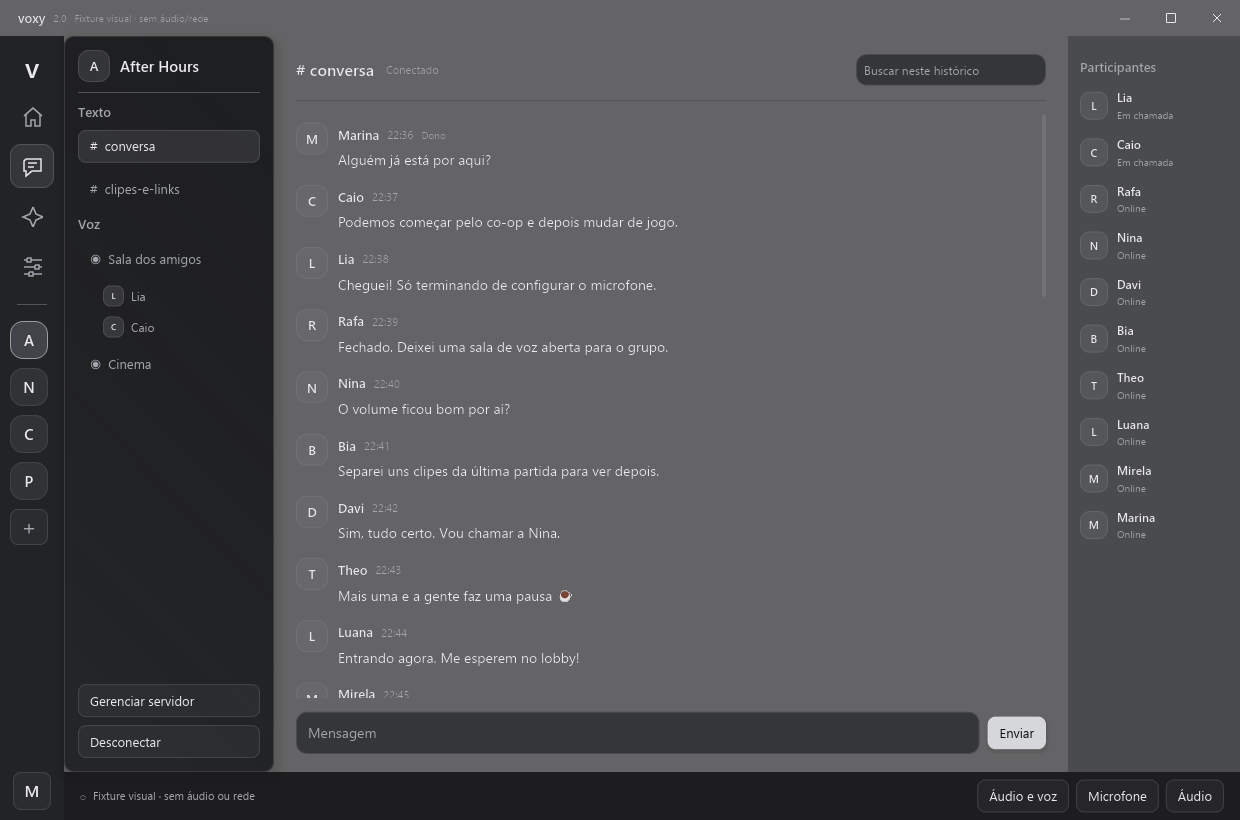 voxy 2.0 Fixture visual · sem áudio/rede
V
A After Hours
Texto
# conversa
# clipes-e-links
Voz
Sala dos amigos
L Lia
C Caio
Cinema
A
N
C
P
+
Gerenciar servidor
Desconectar
M
# conversa Conectado
Buscar neste histórico
M Marina 22:36 Dono
Alguém já está por aqui?
C Caio 22:37
Podemos começar pelo co-op e depois mudar de jogo.
L Lia 22:38
Cheguei! Só terminando de configurar o microfone.
R Rafa 22:39
Fechado. Deixei uma sala de voz aberta para o grupo.
N Nina 22:40
O volume ficou bom por aí?
B Bia 22:41
Separei uns clipes da última partida para ver depois.
D Davi 22:42
Sim, tudo certo. Vou chamar a Nina.
T Theo 22:43
Mais uma e a gente faz uma pausa ☕
L Luana 22:44
Entrando agora. Me esperem no lobby!
M Mirela 22:45
Mensagem
Enviar
Participantes
L Lia
Em chamada
C Caio
Em chamada
R Rafa
Online
N Nina
Online
D Davi
Online
B Bia
Online
T Theo
Online
L Luana
Online
M Mirela
Online
M Marina
Online
Fixture visual · sem áudio ou rede
Áudio e voz
Microfone
Áudio